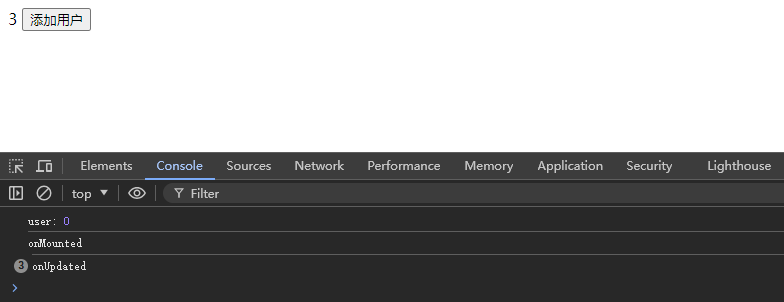 3 添加用户
Elements Console Sources Network Performance Memory Application Security Lighthouse
top Filter
user: 0
onMounted
3 onUpdated